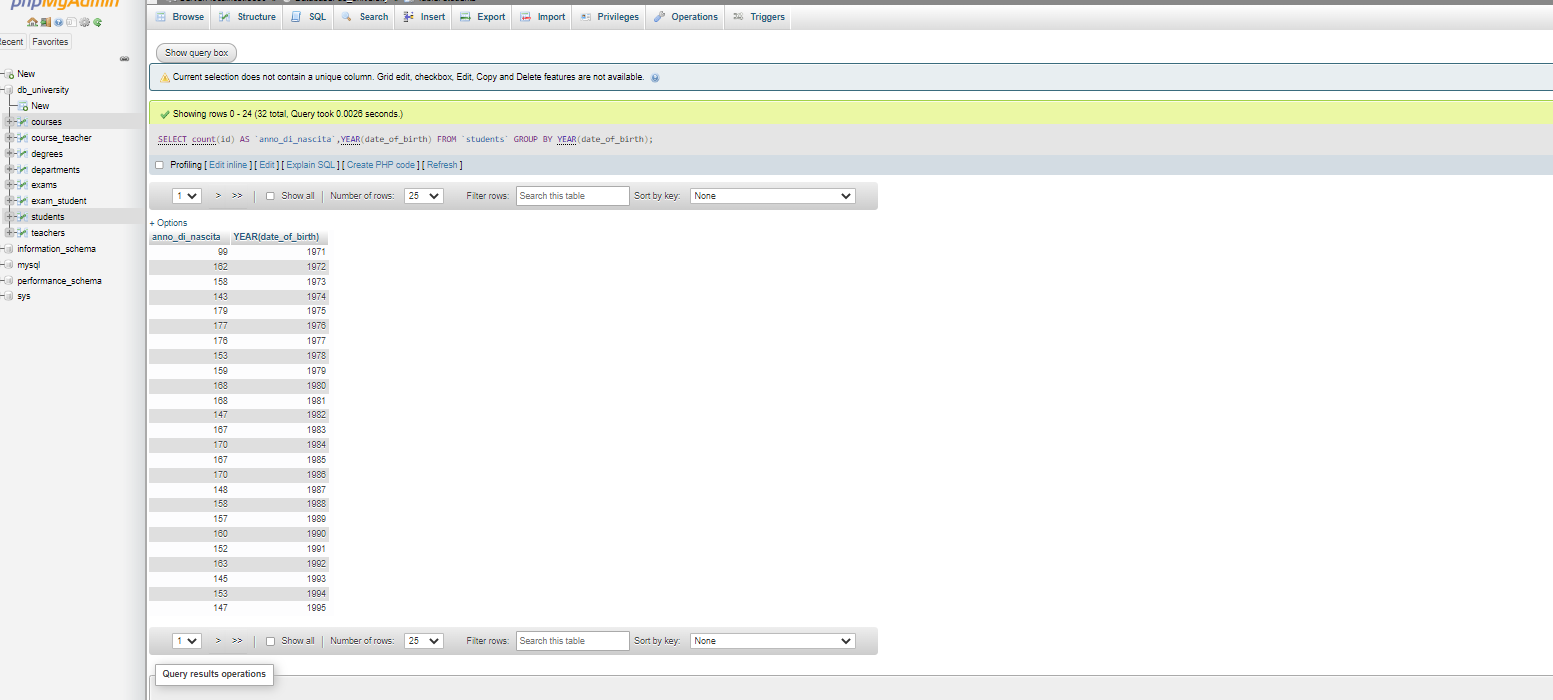 phpMyAdmin
Browse Structure SQL Search Insert Export Import Privileges Operations Triggers
ecent Favorites
New
db_university
New
courses
course_teacher
degrees
departments
exams
exam_student
students
teachers
information_schema
mysql
performance_schema
sys
Show query box
Current selection does not contain a unique column. Grid edit, checkbox, Edit, Copy and Delete features are not available.
Showing rows 0 - 24 (32 total, Query took 0.0026 seconds.)
SELECT count(id) AS `anno_di_nascita`,YEAR(date_of_birth) FROM `students` GROUP BY YEAR(date_of_birth);
Profiling [ Edit inline ] [ Edit ] [ Explain SQL ] [ Create PHP code ] [ Refresh ]
1 > >> | Show all | Number of rows: 25 Filter rows: Search this table Sort by key: None
+ Options
anno_di_nascita YEAR(date_of_birth)
99 1971
162 1972
158 1973
143 1974
179 1975
177 1976
176 1977
153 1978
159 1979
168 1980
168 1981
147 1982
167 1983
170 1984
167 1985
170 1986
148 1987
158 1988
157 1989
160 1990
152 1991
163 1992
145 1993
153 1994
147 1995
1 > >> | Show all | Number of rows: 25 Filter rows: Search this table Sort by key: None
Query results operations